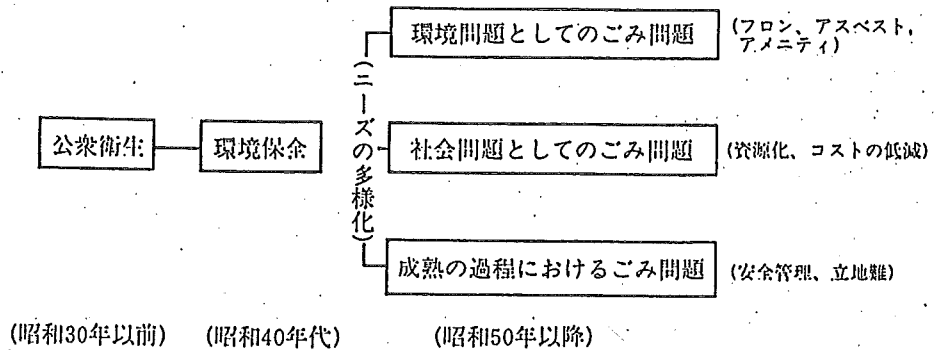 環境問題としてのごみ問題
(フロン、アスベスト,
アメニティ)
(ニーズの多様化)
公衆衛生
環境保全
社会問題としてのごみ問題
(資源化、コストの低減)
成熟の過程におけるごみ問題
(安全管理、立地難)
(昭和30年以前)
(昭和40年代)
(昭和50年以降)